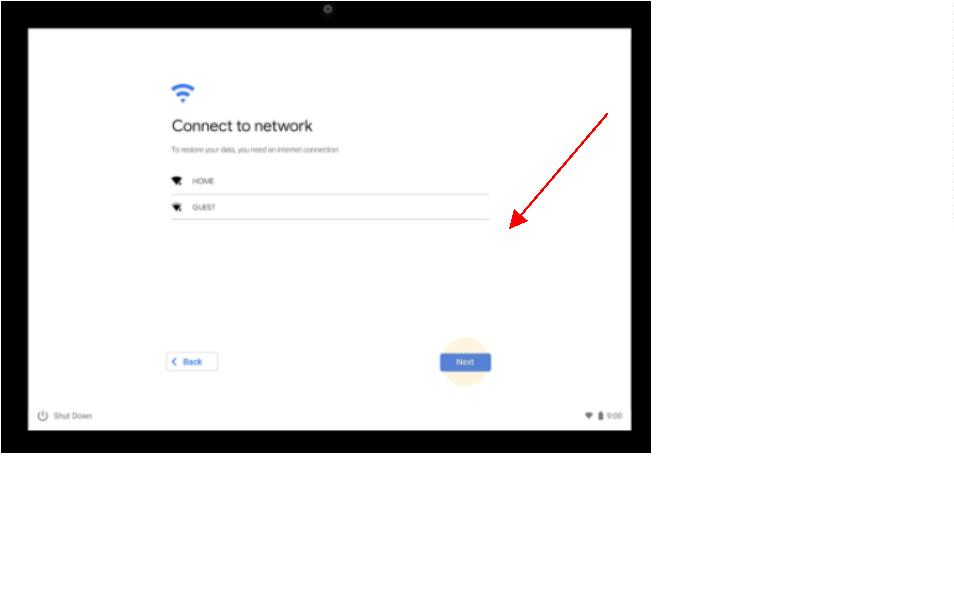 Connect to network
To restore your data, you need an internet connection
HOME
GUEST
Back
Next
Shut Down
9:00